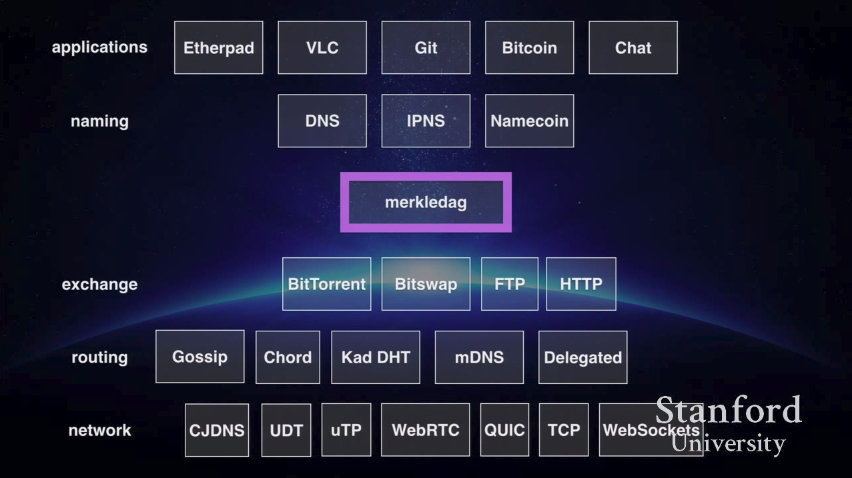 applications Etherpad VLC Git Bitcoin Chat
naming DNS IPNS Namecoin
merkledag
exchange BitTorrent Bitswap FTP HTTP
routing Gossip Chord Kad DHT mDNS Delegated
network CJDNS UDT uTP WebRTC QUIC TCP WebSockets
Stanford
University